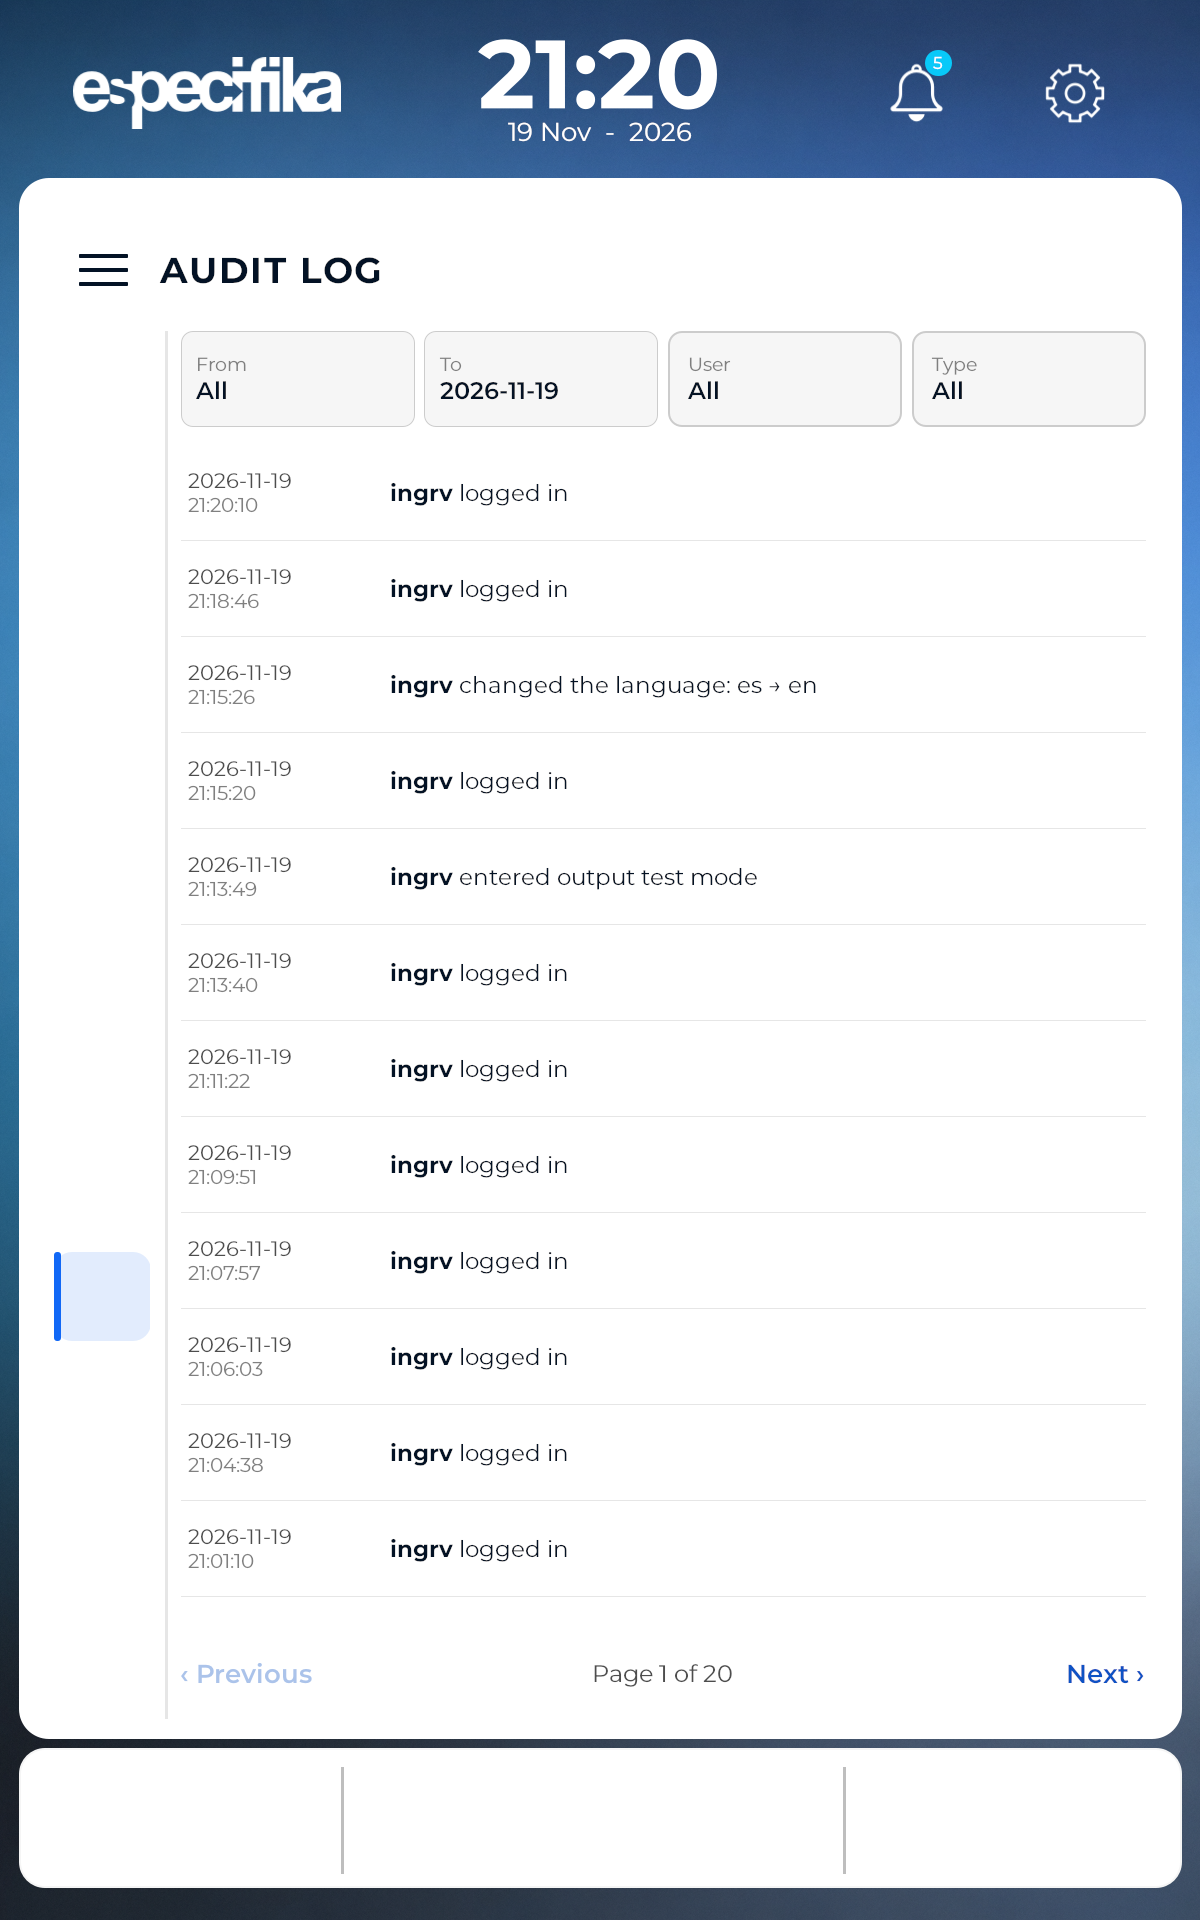 e-specifika
21:20
19 Nov - 2026
5
AUDIT LOG
From
All
To
2026-11-19
User
All
Type
All
2026-11-19
21:20:10
ingrv logged in
2026-11-19
21:18:46
ingrv logged in
2026-11-19
21:15:26
ingrv changed the language: es → en
2026-11-19
21:15:20
ingrv logged in
2026-11-19
21:13:49
ingrv entered output test mode
2026-11-19
21:13:40
ingrv logged in
2026-11-19
21:11:22
ingrv logged in
2026-11-19
21:09:51
ingrv logged in
2026-11-19
21:07:57
ingrv logged in
2026-11-19
21:06:03
ingrv logged in
2026-11-19
21:04:38
ingrv logged in
2026-11-19
21:01:10
ingrv logged in
‹ Previous
Page 1 of 20
Next ›